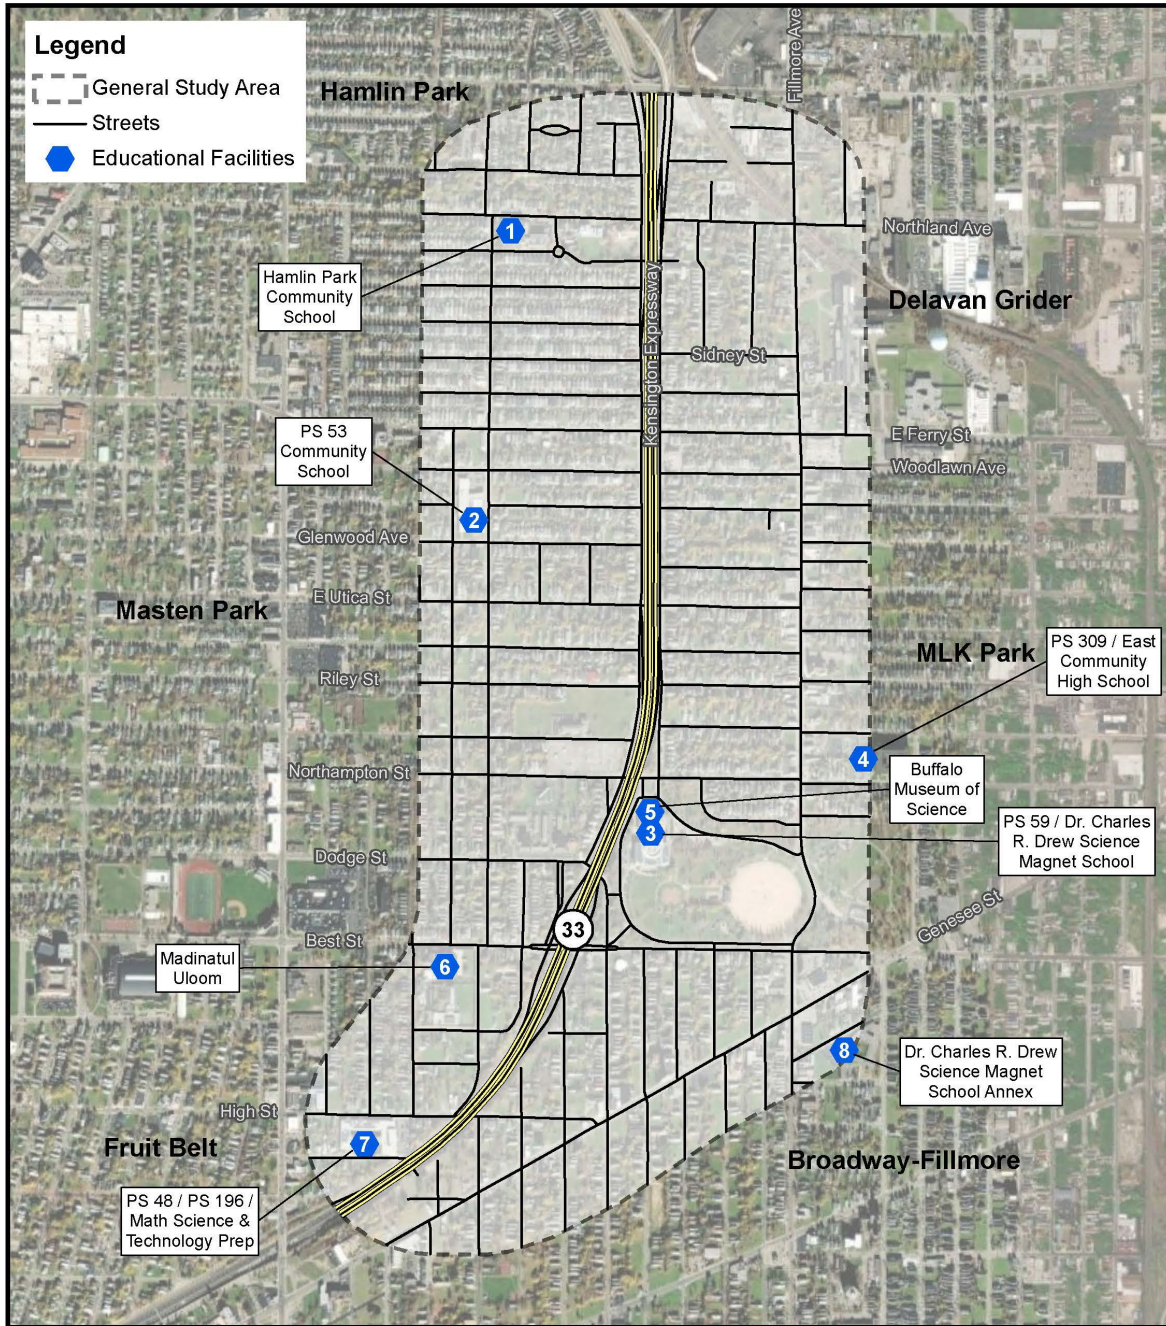 Legend
General Study Area
Streets
Educational Facilities
Hamlin Park
Fillmore Ave
1
Northland Ave
Hamlin Park
Community
School
Delavan Grider
Kensington Expressway
Sidney St
PS 53
Community
School
E Ferry St
Woodlawn Ave
2
Glenwood Ave
E Utica St
Masten Park
MLK Park
PS 309 / East
Community
High School
Riley St
4
Northampton St
Buffalo
Museum of
Science
5
3
PS 59 / Dr. Charles
R. Drew Science
Magnet School
Dodge St
Genesee St
33
Best St
Madinatul
Uloom
6
8
Dr. Charles R. Drew
Science Magnet
School Annex
High St
Fruit Belt
7
Broadway-Fillmore
PS 48 / PS 196 /
Math Science &
Technology Prep